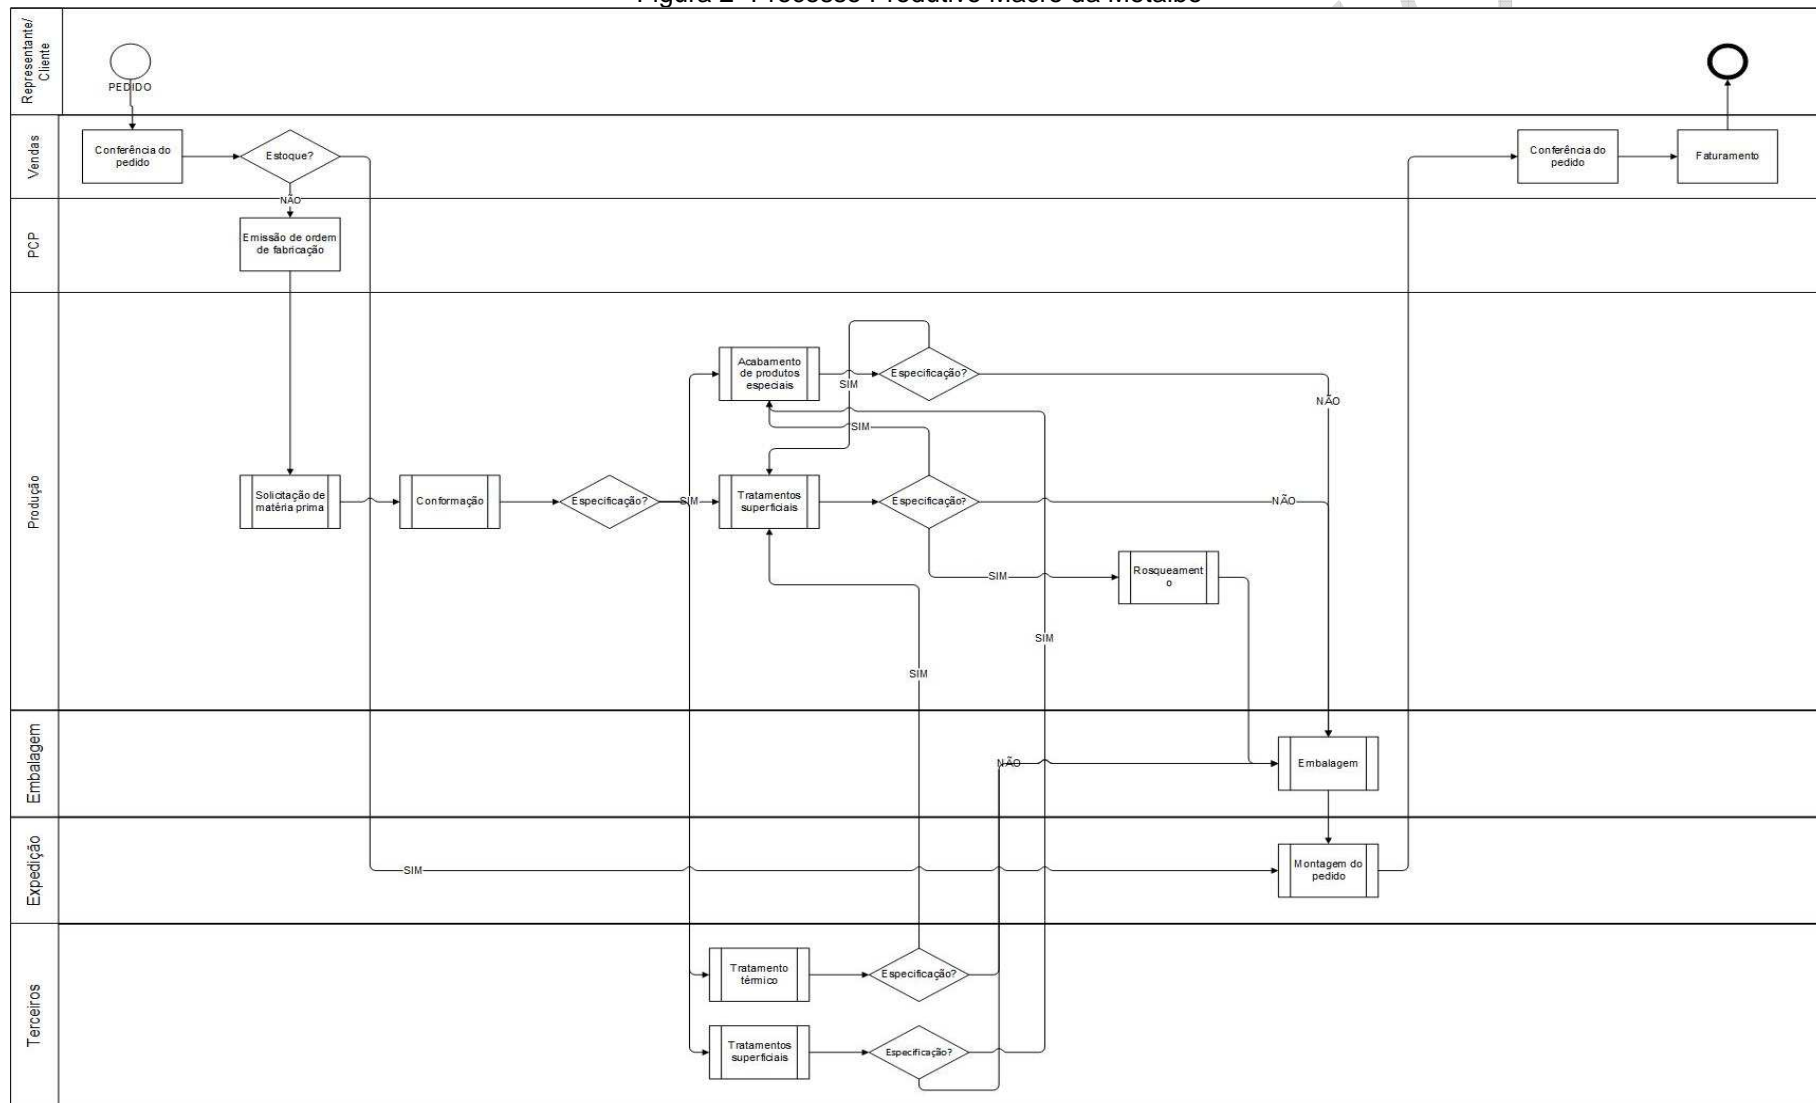 Figura 2- Processo Produtivo Macro da Metalbo
Representante/
Cliente
PEDIDO
Vendas
Conferência do
pedido
Estoque?
NÃO
Conferência do
pedido
Faturamento
PCP
Emissão de ordem
de fabricação
Produção
Acabamento
de produtos
especiais
SIM
Especificação?
NÃO
SIM
Solicitação de
matéria prima
Conformação
Especificação?
SIM
Tratamentos
superficiais
Especificação?
NÃO
SIM
Rosqueament
o
SIM
SIM
Embalagem
NÃO
Embalagem
Expedição
SIM
Montagem do
pedido
Terceiros
Tratamento
térmico
Especificação?
Tratamentos
superficiais
Especificação?